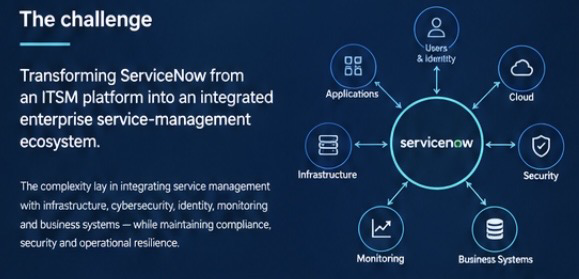 The challenge
Transforming ServiceNow from
an ITSM platform into an integrated
enterprise service-management
ecosystem.
The complexity lay in integrating service management
with infrastructure, cybersecurity, identity, monitoring
and business systems — while maintaining compliance,
security and operational resilience.
Users
& Identity
Applications
Cloud
servicenow
Infrastructure
Security
Monitoring
Business Systems